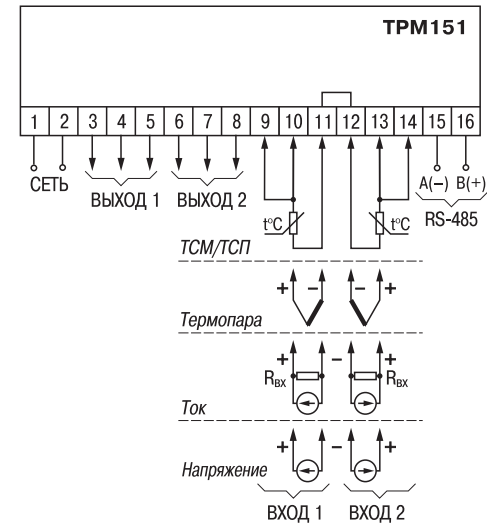 ТРМ151
1 2 3 4 5 6 7 8 9 10 11 12 13 14 15 16
СЕТЬ
ВЫХОД 1
ВЫХОД 2
A(–) B(+)
RS-485
t°C
t°C
ТСМ/ТСП
+ – +
Термопара
+ – +
Rвх
Rвх
Ток
+ – +
Напряжение
ВХОД 1 ВХОД 2